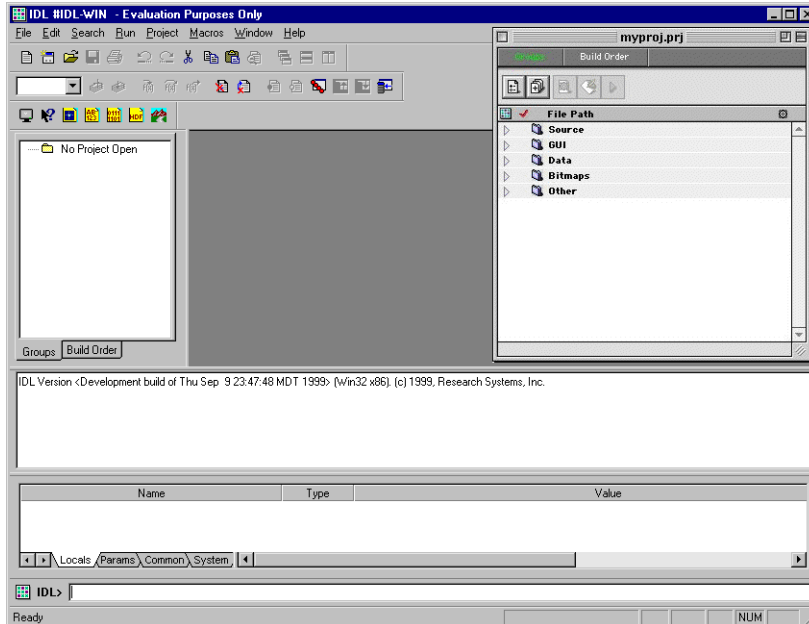 IDL #IDL-WIN - Evaluation Purposes Only
File Edit Search Run Project Macros Window Help
myproj.prj
Groups Build Order
File Path
Source
GUI
Data
Bitmaps
Other
No Project Open
Groups Build Order
IDL Version <Development build of Thu Sep 9 23:47:48 MDT 1999> (Win32 x86). (c) 1999, Research Systems, Inc.
Name Type Value
Locals Params Common System
IDL>
Ready NUM